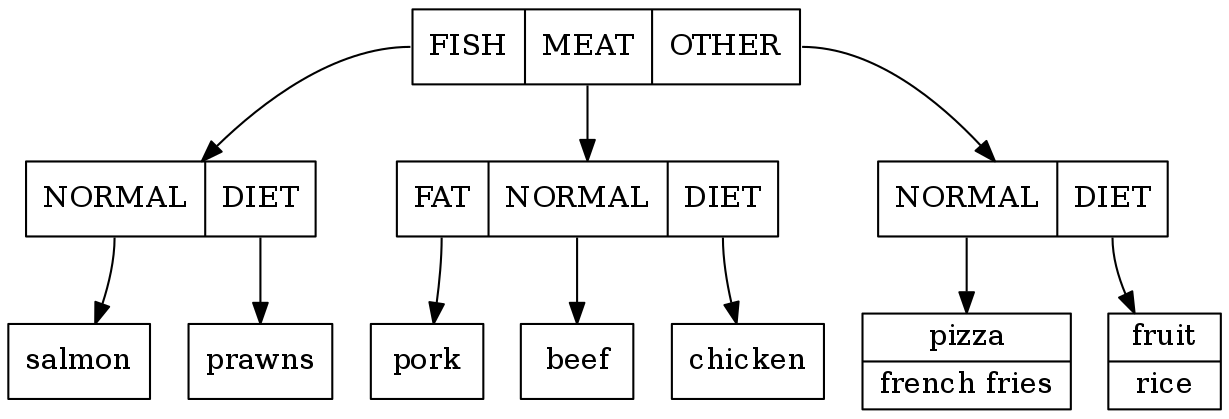 FISH MEAT OTHER
NORMAL DIET FAT NORMAL DIET NORMAL DIET
salmon prawns pork beef chicken pizza fruit
french fries rice